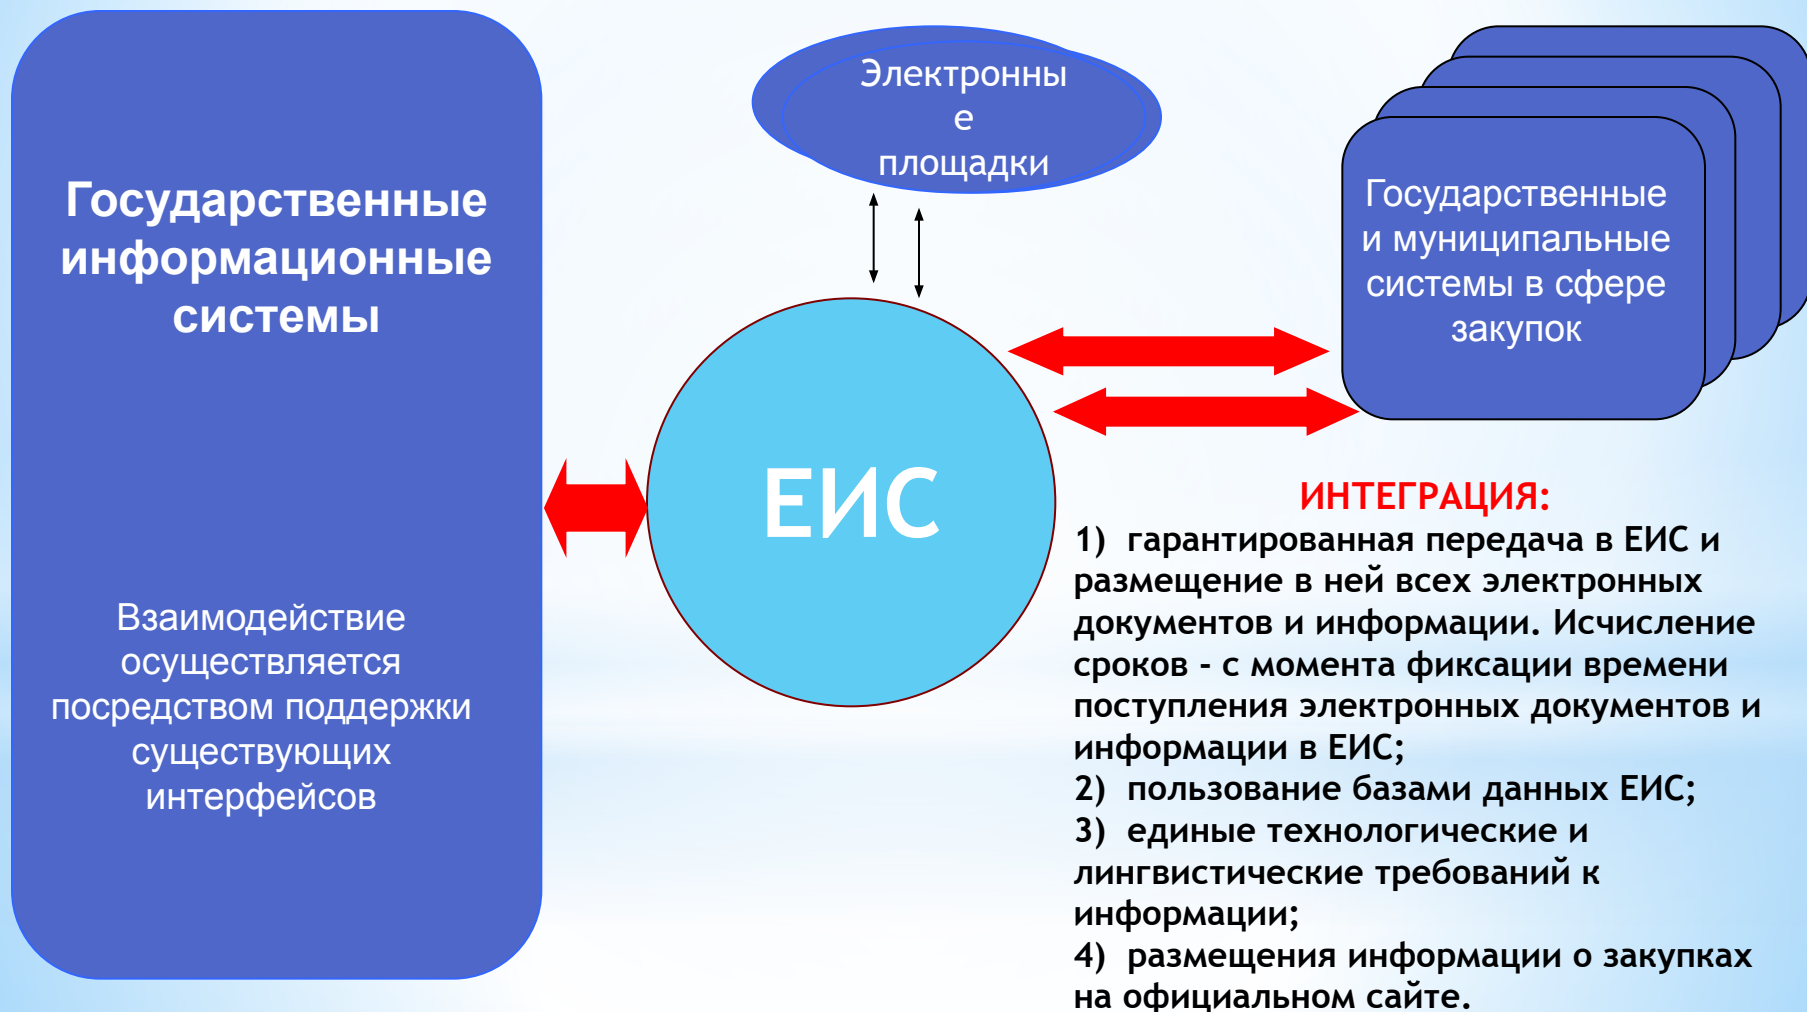 Государственные
информационные
системы
Взаимодействие
осуществляется
посредством поддержки
существующих
интерфейсов
Электронны
е
площадки
ЕИС
Государственные
и муниципальные
системы в сфере
закупок
ИНТЕГРАЦИЯ:
1) гарантированная передача в ЕИС и
размещение в ней всех электронных
документов и информации. Исчисление
сроков - с момента фиксации времени
поступления электронных документов и
информации в ЕИС;
2) пользование базами данных ЕИС;
3) единые технологические и
лингвистические требований к
информации;
4) размещения информации о закупках
на официальном сайте.